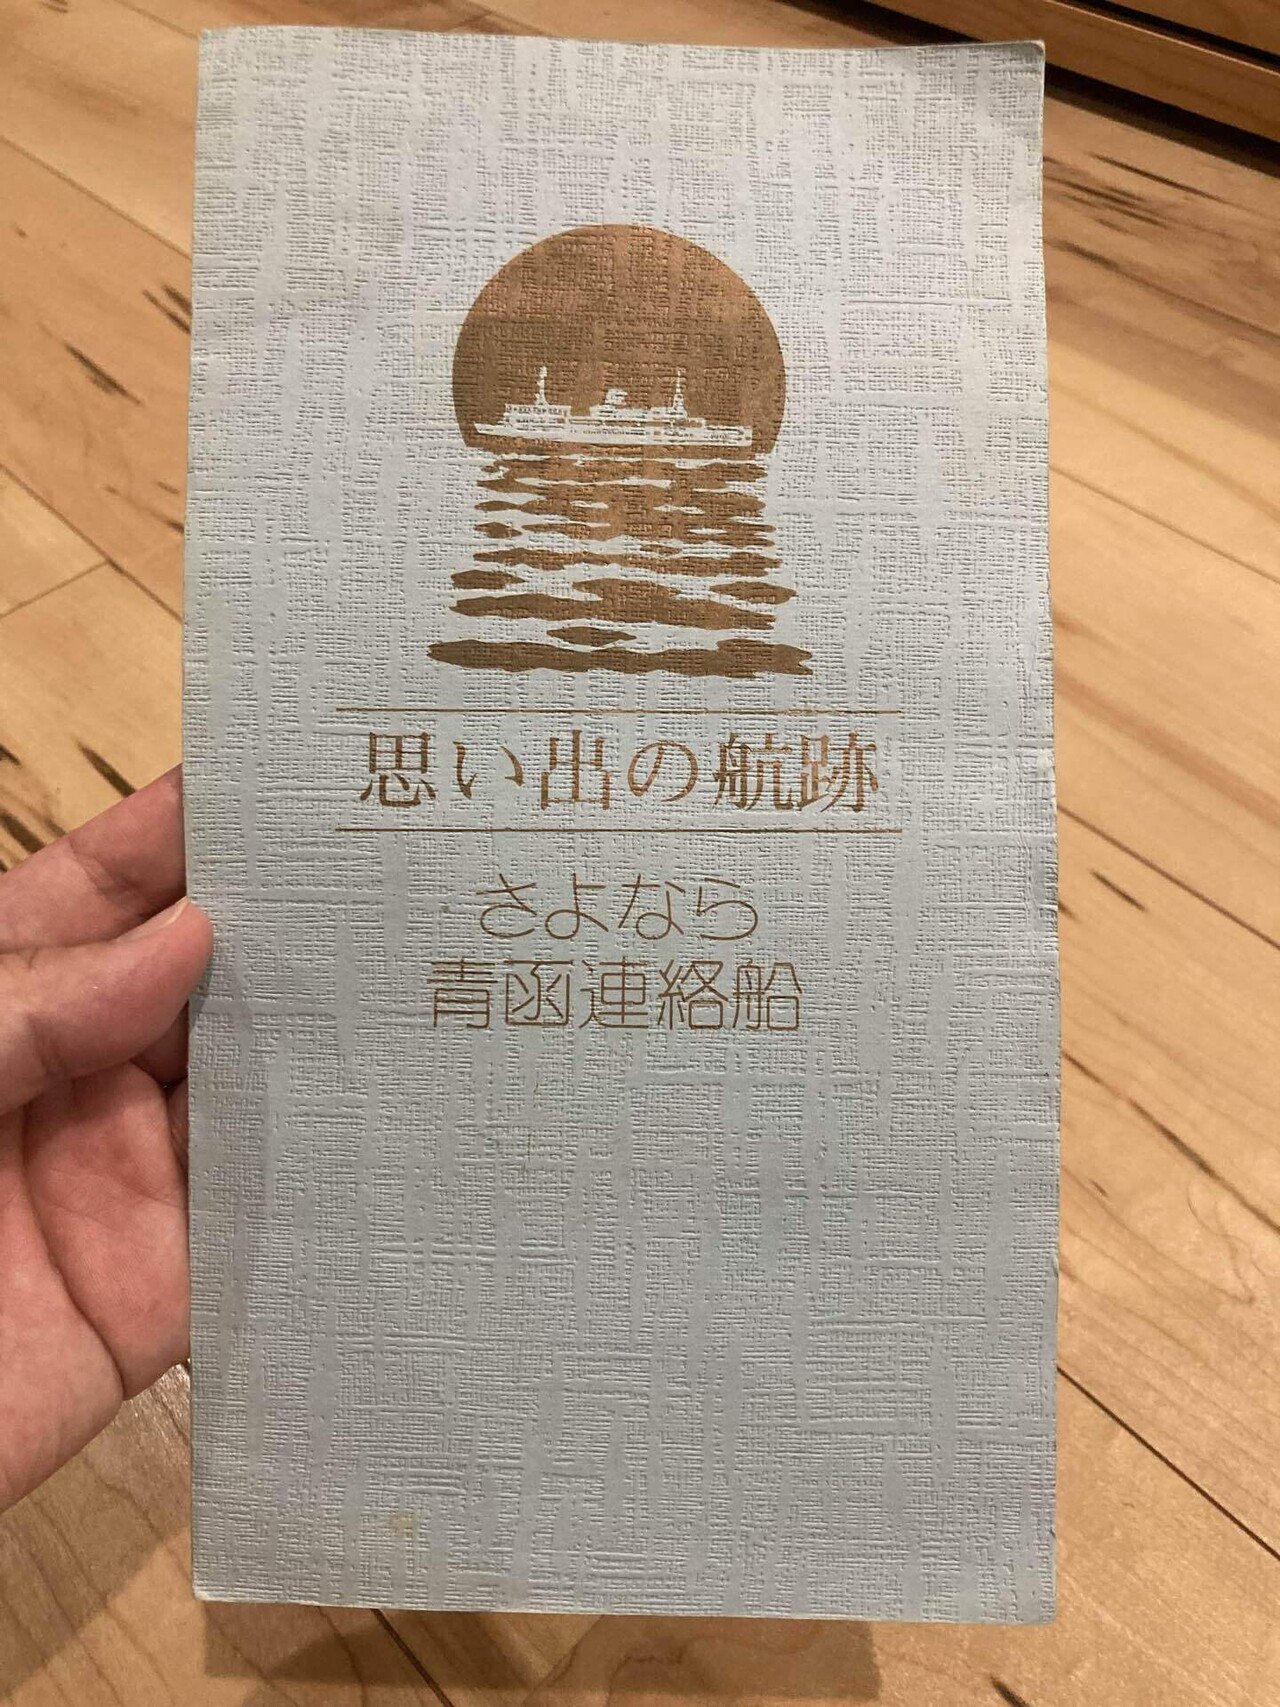 思い出の航跡
さよなら
青函連絡船